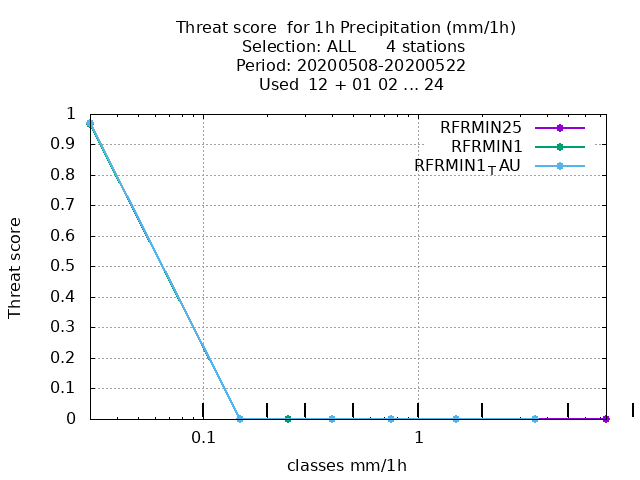 Threat score  for 1h Precipitation (mm/1h)
Selection: ALL      4 stations
Period: 20200508-20200522
Used  12 + 01 02 ... 24
RFRMIN25
RFRMIN1
RFRMIN1TAU
1
0.9
0.8
0.7
0.6
0.5
0.4
0.3
0.2
0.1
0
Threat score
0.1
1
classes mm/1h